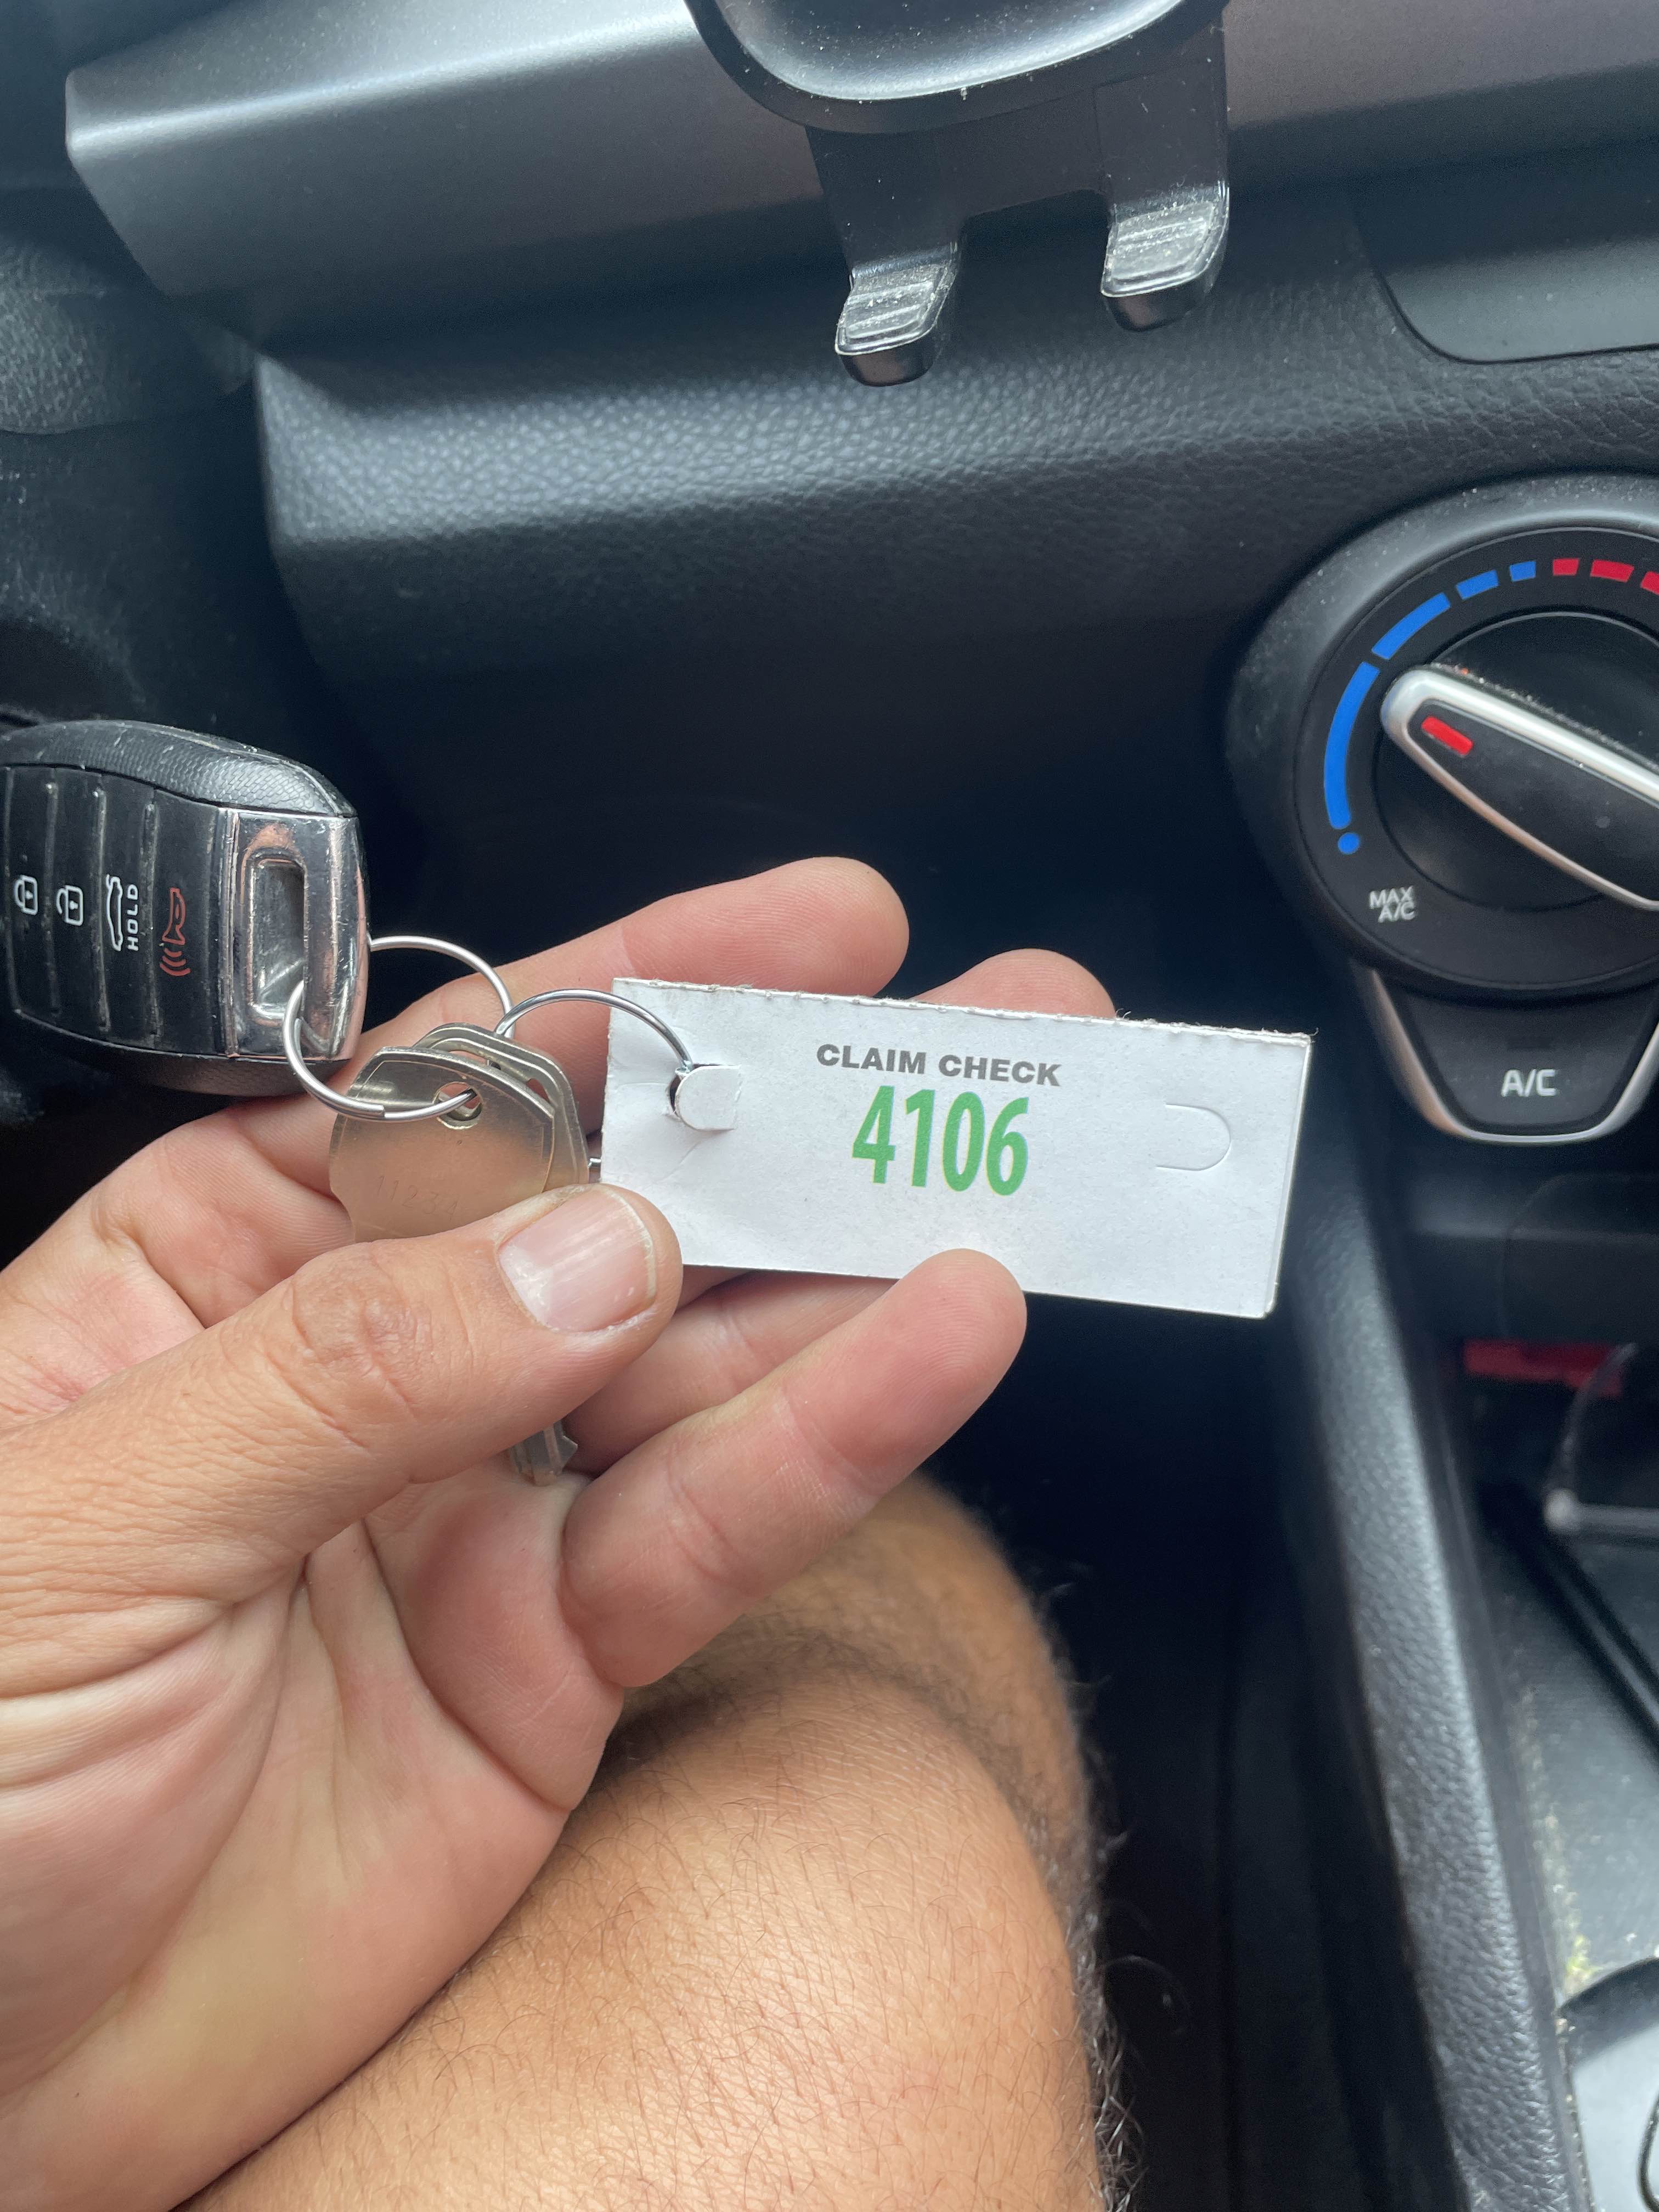 CLAIM CHECK
4106
HOLD
MAX
A/C
A/C